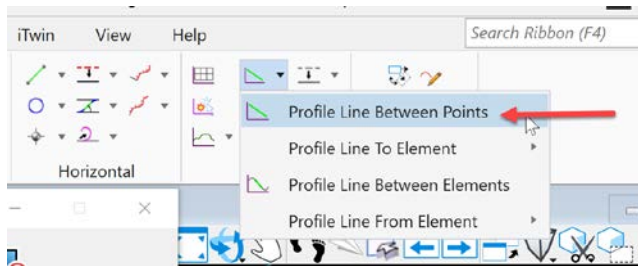 iTwin View Help Search Ribbon (F4)
Profile Line Between Points
Profile Line To Element
Horizontal
Profile Line Between Elements
Profile Line From Element